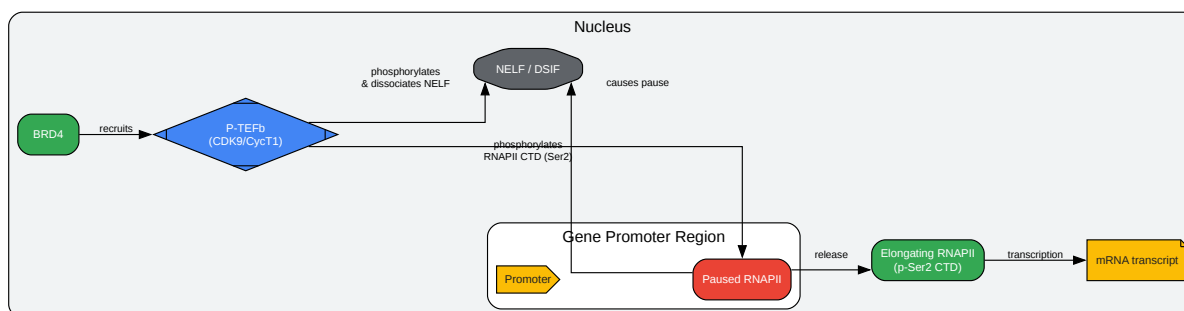 Nucleus
NELF / DSIF
phosphorylates
& dissociates NELF
causes pause
BRD4
recruits
P-TEFb
(CDK9/CycT1)
phosphorylates
RNAPII CTD (Ser2)
Gene Promoter Region
Promoter
Paused RNAPII
release
Elongating RNAPII
(p-Ser2 CTD)
transcription
mRNA transcript